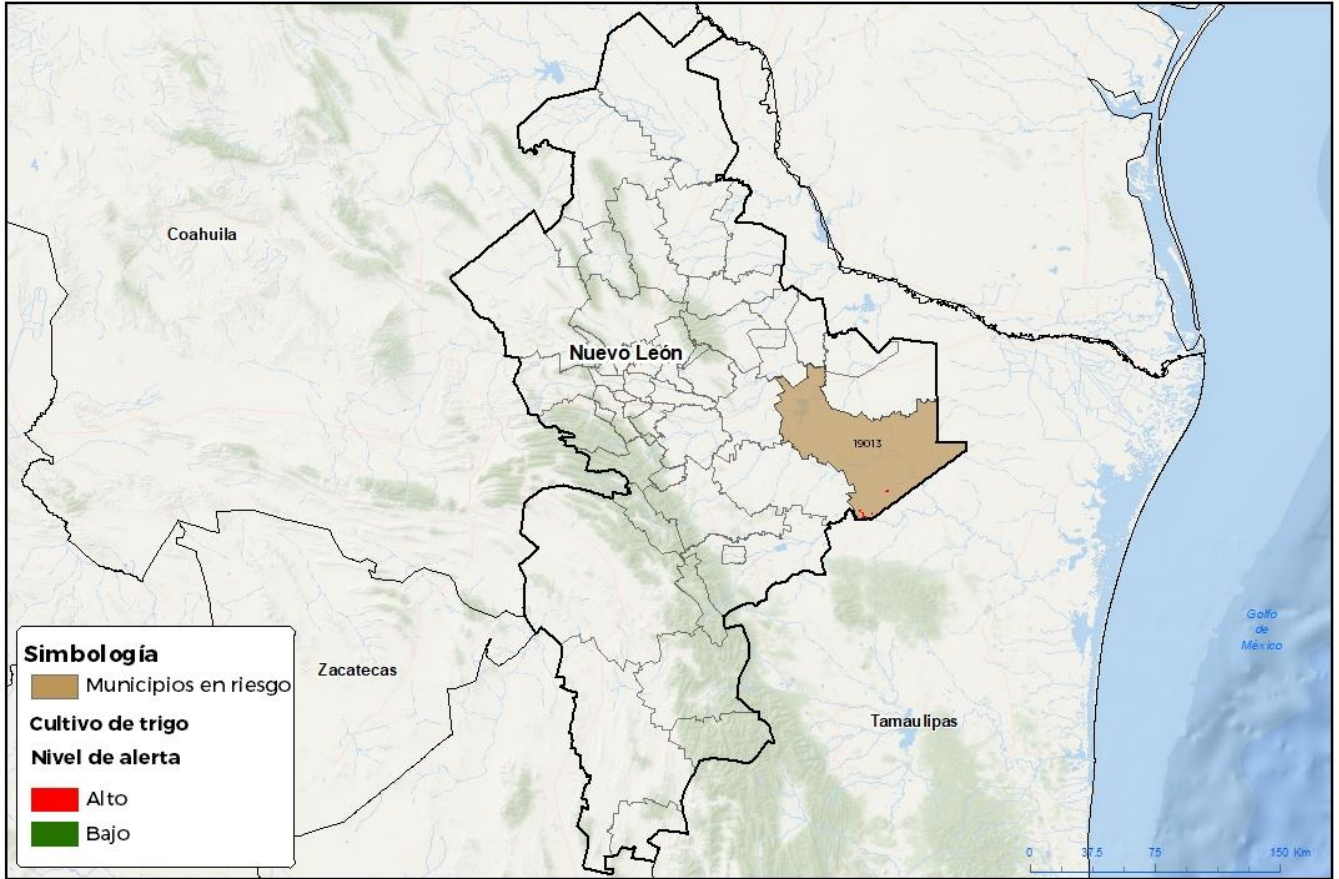 Coahuila
Nuevo León
19013
Golfo
de
México
Zacatecas
Tamaulipas
Simbología
Municipios en riesgo
Cultivo de trigo
Nivel de alerta
Alto
Bajo
0 37.5 75 150 Km